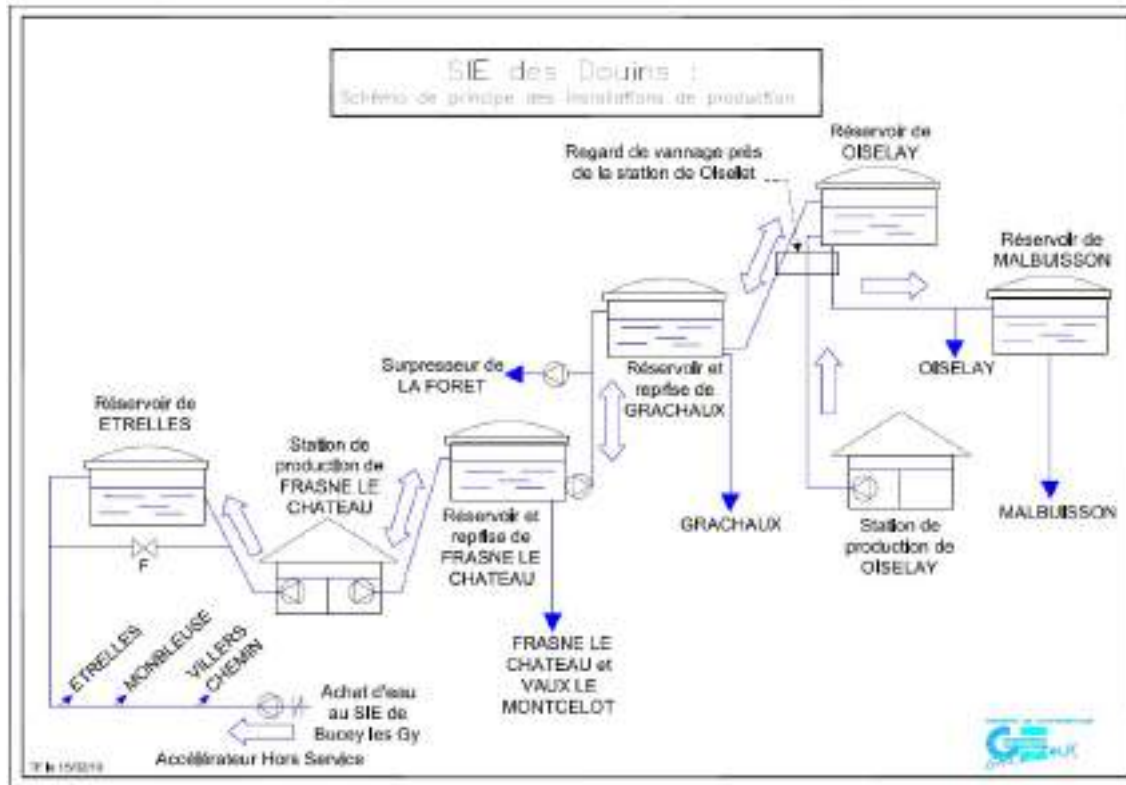 SIE des Douins :
Schéma de principe des installations de production
Réservoir de
OISELAY
Regard de vannage près
de la station de Oiselet
Réservoir de
MALBUISSON
Surpresseur de
LA FORET
Réservoir et
reprise de
GRACHAUX
OISELAY
Réservoir de
ETRELLES
Station de
production de
FRASNE LE
CHATEAU
Réservoir et
reprise de
FRASNE LE
CHATEAU
GRACHAUX
Station de
production de
OISELAY
MALBUISSON
F
ETRELLES
MONBLEUSE
VILLERS
CHEMIN
FRASNE LE
CHATEAU et
VAUX LE
MONTCELOT
Achat d'eau
au SIE de
Bucey les Gy
Accélérateur Hors Service